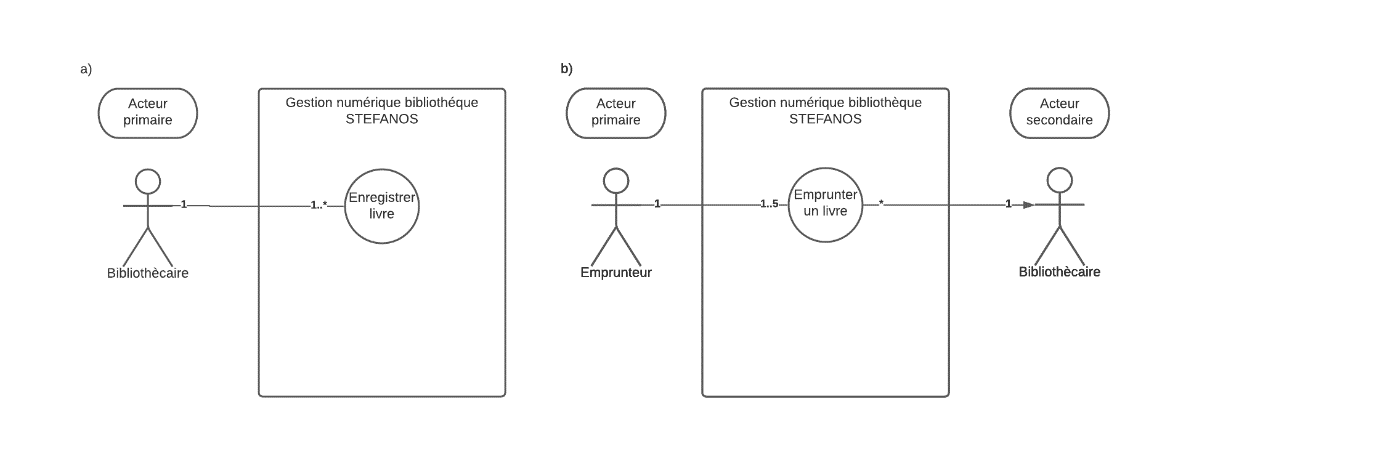 a)
Acteur
primaire
Gestion numérique bibliothéque
STEFANOS
Enregistrer
livre
1
1..*
Bibliothècaire
b)
Acteur
primaire
Gestion numérique bibliothèque
STEFANOS
Acteur
secondaire
Emprunter
un livre
1
1..5
*
1
Emprunteur
Bibliothècaire